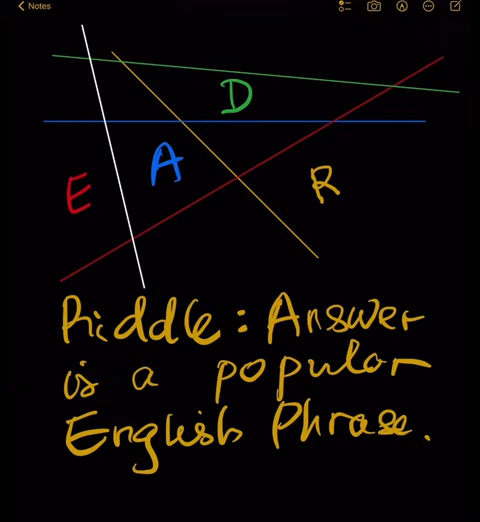 Notes
D
A
E
R
Riddle: Answer
is a popular
English Phrase.